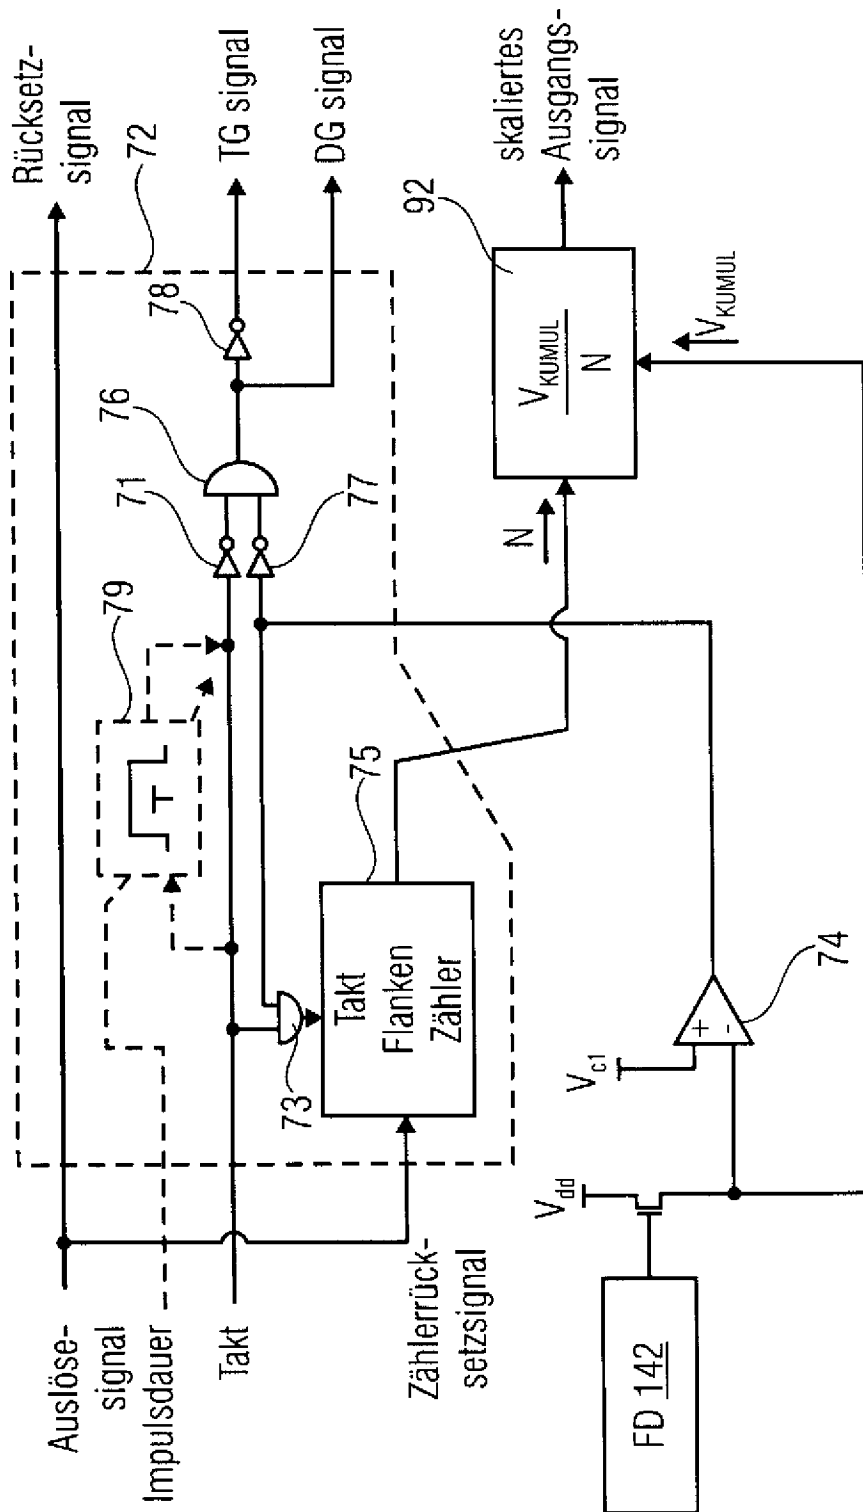 Auslöse-
signal
Impulsdauer
Takt
Zählerrück-
setzsignal
Rücksetz-
signal
72
TG signal
DG signal
78
76
71
77
79
T
73
75
Takt
Flanken
Zähler
92
V_KUMUL
N
skaliertes
Ausgangs-
signal
N
V_KUMUL
V_c1
+
-
74
V_dd
FD 142